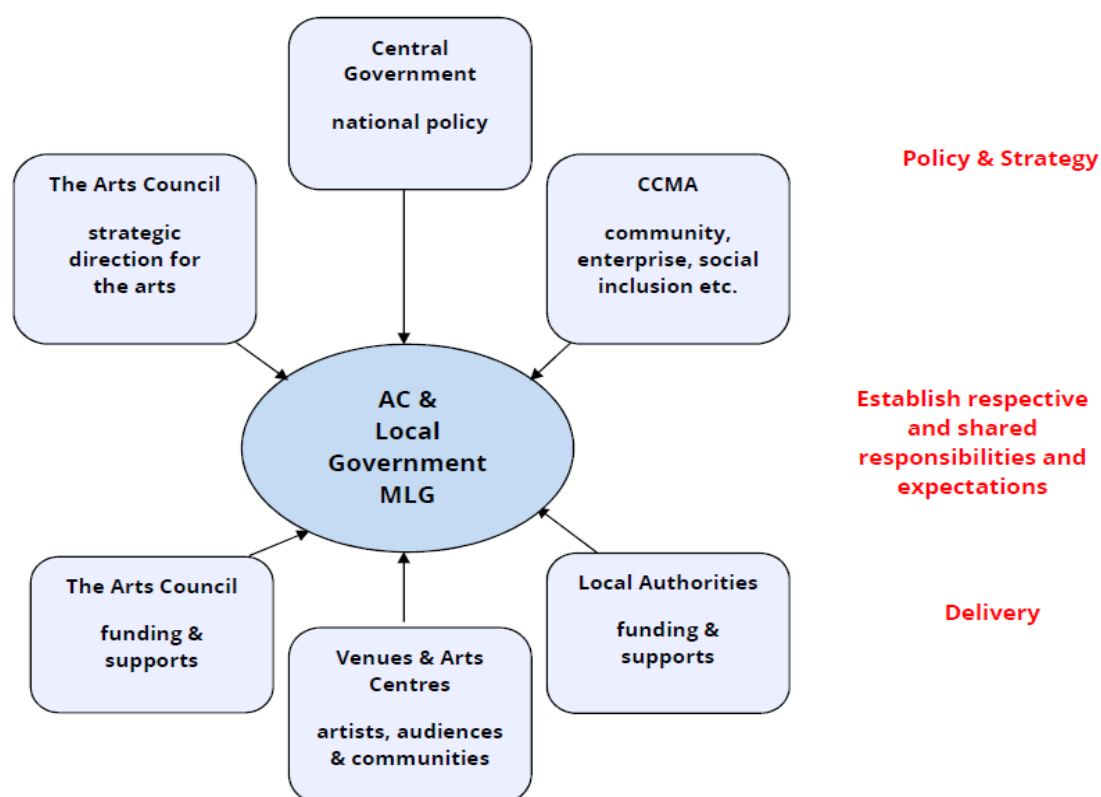 Central
Government
national policy
The Arts Council
strategic
direction for
the arts
CCMA
community,
enterprise, social
inclusion etc.
Policy & Strategy
AC &
Local
Government
MLG
Establish respective
and shared
responsibilities and
expectations
The Arts Council
funding &
supports
Venues & Arts
Centres
artists, audiences
& communities
Local Authorities
funding &
supports
Delivery